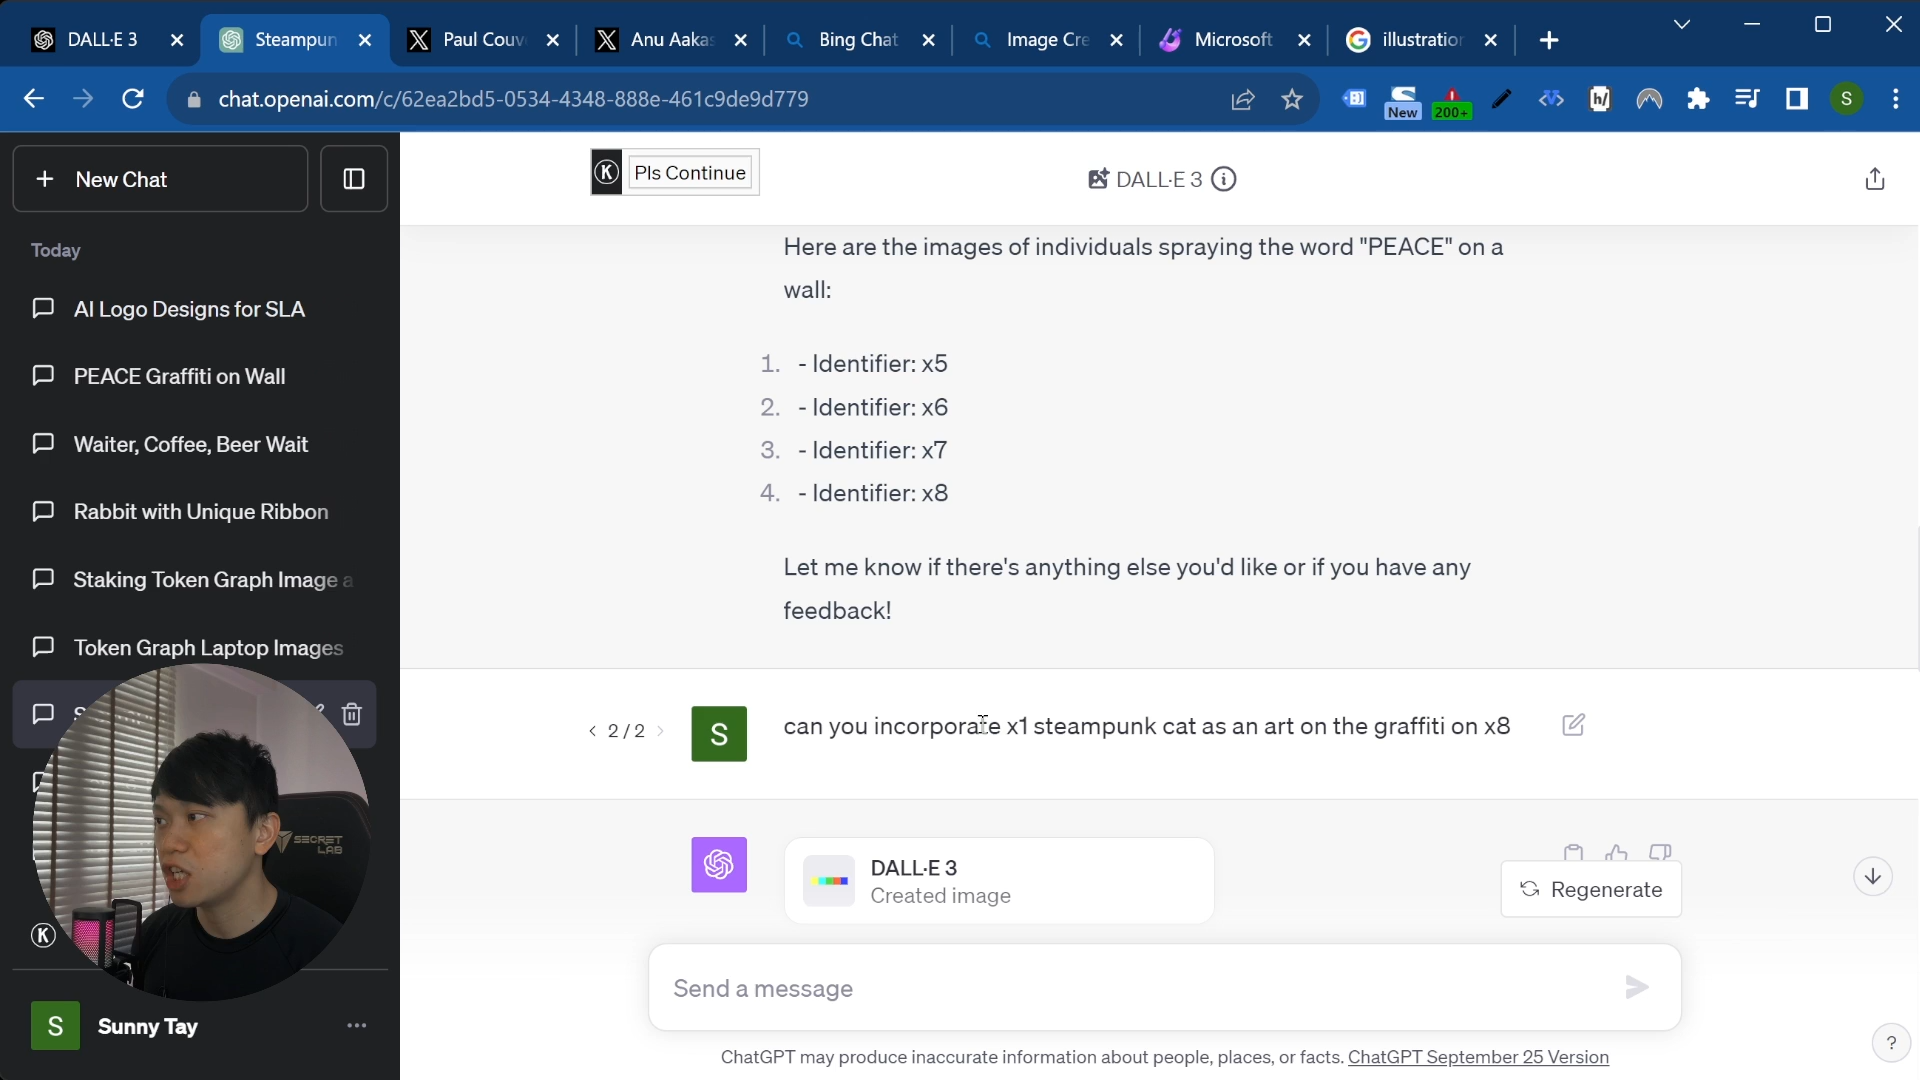 DALL·E 3
Steampun
Paul Couv
Anu Aakas
Bing Chat
Image Cre
Microsoft
illustration
chat.openai.com/c/62ea2bd5-0534-4348-888e-461c9de9d779
New
200+
S
New Chat
Pls Continue
DALL·E 3
Today
AI Logo Designs for SLA
PEACE Graffiti on Wall
Waiter, Coffee, Beer Wait
Rabbit with Unique Ribbon
Staking Token Graph Image a
Token Graph Laptop Images
Here are the images of individuals spraying the word "PEACE" on a
wall:
1. - Identifier: x5
2. - Identifier: x6
3. - Identifier: x7
4. - Identifier: x8
Let me know if there's anything else you'd like or if you have any
feedback!
< 2 / 2 >
S
can you incorporate x1 steampunk cat as an art on the graffiti on x8
DALL·E 3
Created image
Regenerate
SECRET
LAB
K
S
Sunny Tay
Send a message
ChatGPT may produce inaccurate information about people, places, or facts. ChatGPT September 25 Version
?